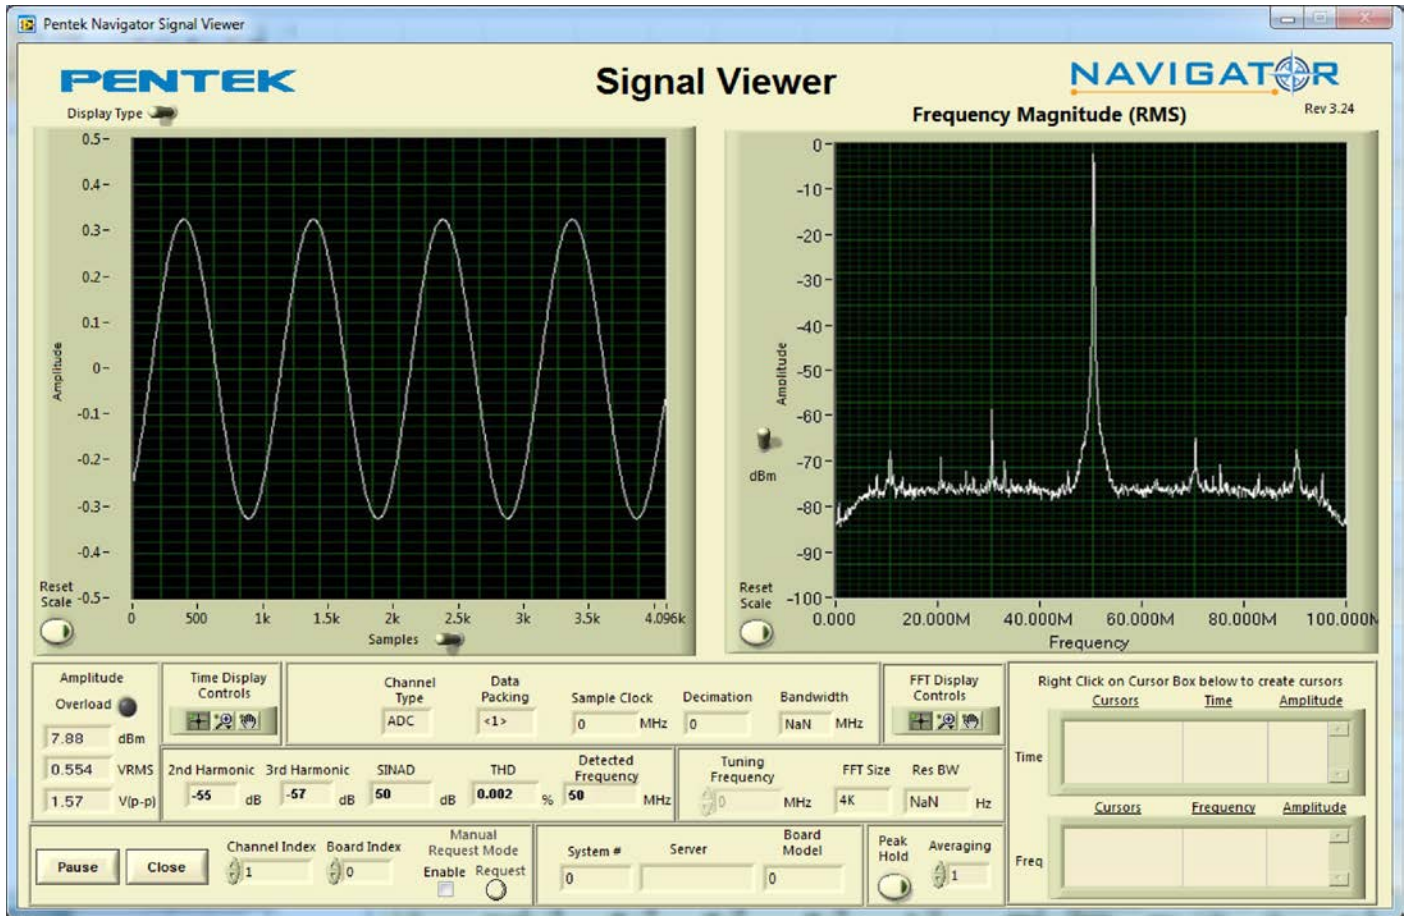 Pentek Navigator Signal Viewer
PENTEK
Signal Viewer
NAVIGATOR
Rev 3.24
Display Type
Frequency Magnitude (RMS)
0.5
0.4
0.3
0.2
0.1
0
-0.1
-0.2
-0.3
-0.4
-0.5
Amplitude
Reset
Scale
0 500 1k 1.5k 2k 2.5k 3k 3.5k 4.096k
Samples
0
-10
-20
-30
-40
-50
-60
-70
-80
-90
-100
Amplitude
dBm
Reset
Scale
0.000 20.000M 40.000M 60.000M 80.000M 100.000M
Frequency
Amplitude
Overload
7.88 dBm
0.554 VRMS
1.57 V(p-p)
Time Display
Controls
Channel
Type
ADC
Data
Packing
<1>
Sample Clock
0 MHz
Decimation
0
Bandwidth
NaN MHz
FFT Display
Controls
2nd Harmonic
-55 dB
3rd Harmonic
-57 dB
SINAD
50 dB
THD
0.002 %
Detected
Frequency
50 MHz
Tuning
Frequency
0 MHz
FFT Size
4K
Res BW
NaN Hz
Pause
Close
Channel Index
1
Board Index
0
Manual
Request Mode
Enable Request
System #
0
Server
Board
Model
0
Peak
Hold
Averaging
1
Right Click on Cursor Box below to create cursors
Cursors Time Amplitude
Time
Cursors Frequency Amplitude
Freq